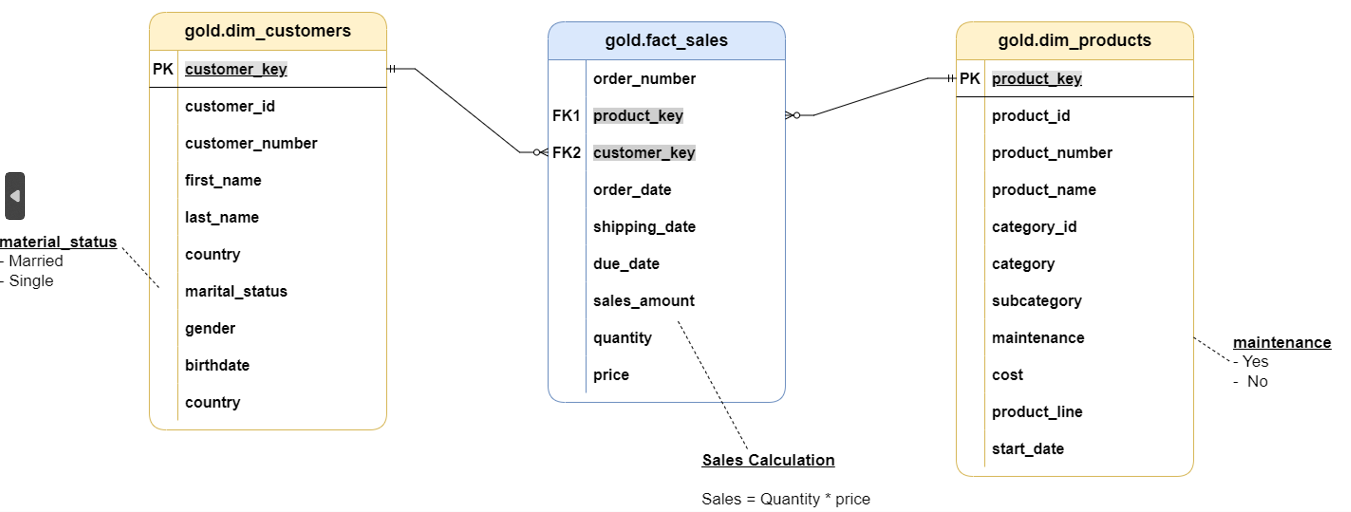 gold.dim_customers
PK customer_key
customer_id
customer_number
first_name
last_name
country
marital_status
gender
birthdate
country
material_status
- Married
- Single
gold.fact_sales
order_number
FK1 product_key
FK2 customer_key
order_date
shipping_date
due_date
sales_amount
quantity
price
Sales Calculation
Sales = Quantity * price
gold.dim_products
PK product_key
product_id
product_number
product_name
category_id
category
subcategory
maintenance
cost
product_line
start_date
maintenance
- Yes
- No